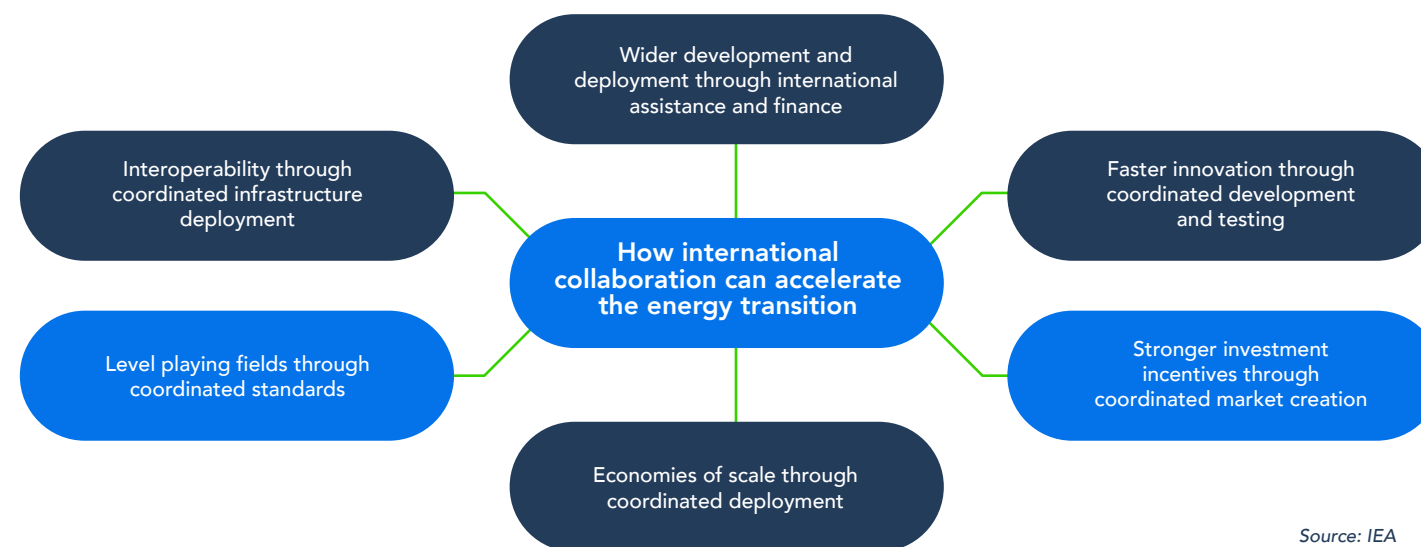 Wider development and
deployment through international
assistance and finance
Interoperability through
coordinated infrastructure
deployment
Faster innovation through
coordinated development
and testing
How international
collaboration can accelerate
the energy transition
Level playing fields through
coordinated standards
Stronger investment
incentives through
coordinated market creation
Economies of scale through
coordinated deployment
Source: IEA